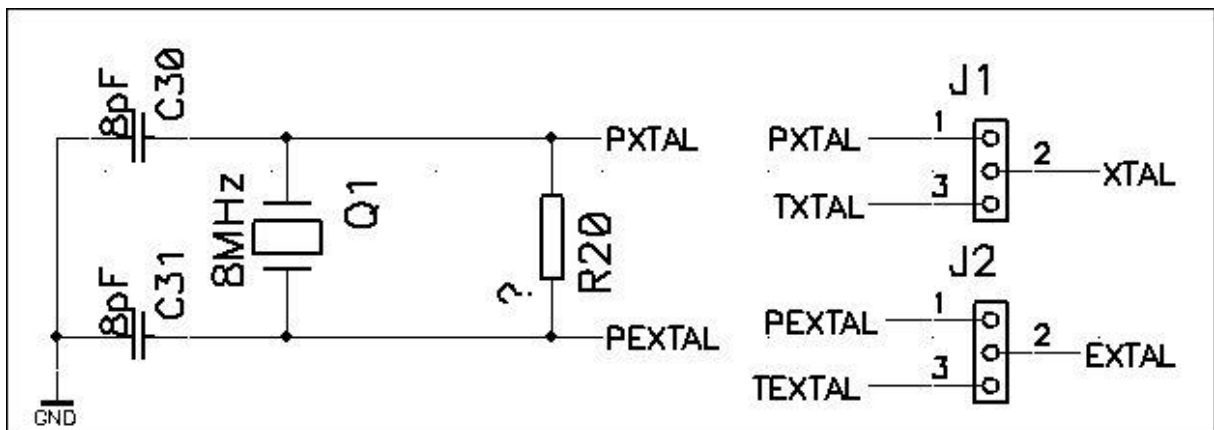 8pF
C30
PXTAL
8MHz
Q1
R20
?
8pF
C31
PEXTAL
GND
J1
PXTAL
1
2
XTAL
TXTAL
3
J2
PEXTAL
1
2
EXTAL
TEXTAL
3